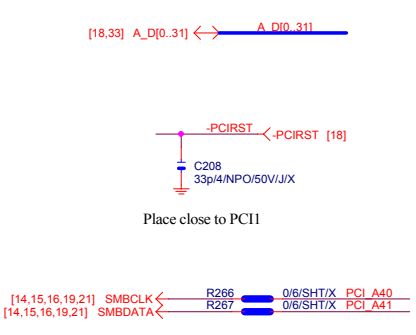 [18,33] A_D[0..31] A_D[0..31]
-PCIRST -PCIRST [18]
C208
33p/4/NPO/50V/J/X
Place close to PCI1
[14,15,16,19,21] SMBCLK R266 0/6/SHT/X PCI_A40
[14,15,16,19,21] SMBDATA R267 0/6/SHT/X PCI_A41